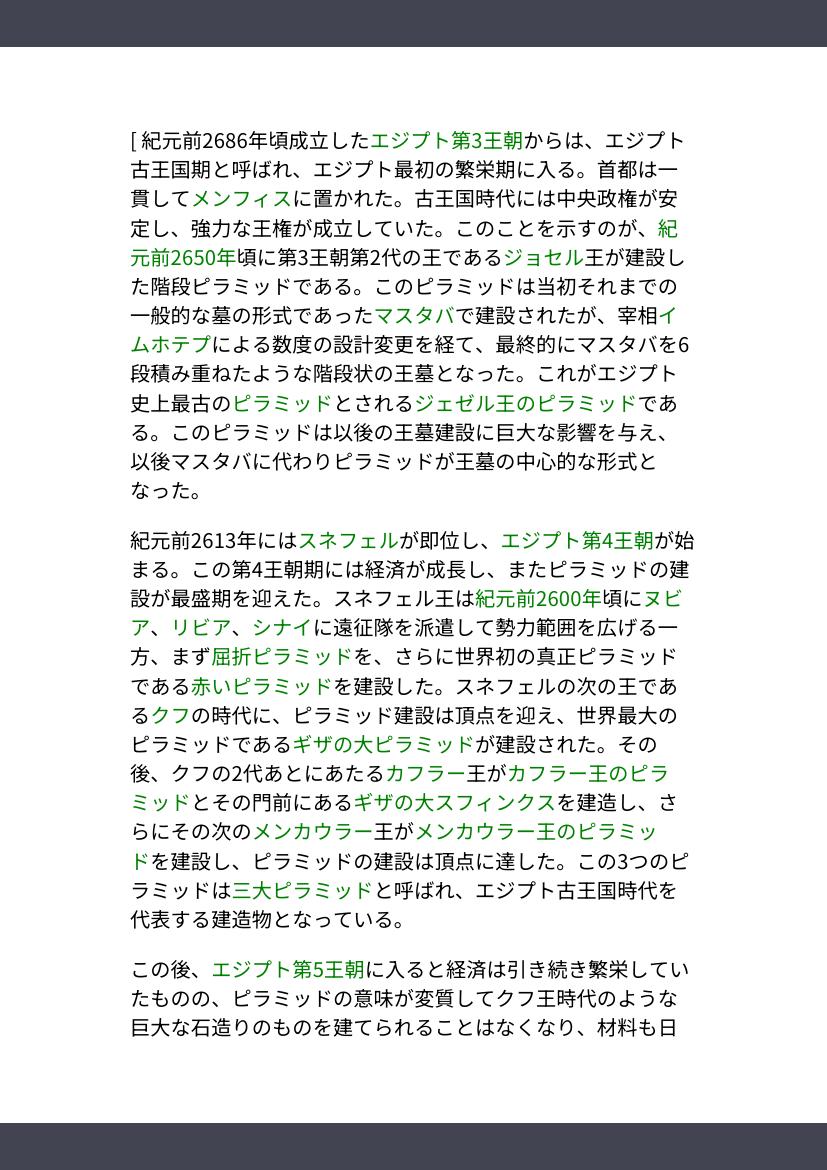 [ 紀元前2686年頃成立したエジプト第3王朝からは、エジプト
古王国期と呼ばれ、エジプト最初の繁栄期に入る。首都は一
貫してメンフィスに置かれた。古王国時代には中央政権が安
定し、強力な王権が成立していた。このことを示すのが、紀
元前2650年頃に第3王朝第2代の王であるジョセル王が建設し
た階段ピラミッドである。このピラミッドは当初それまでの
一般的な墓の形式であったマスタバで建設されたが、宰相イ
ムホテプによる数度の設計変更を経て、最終的にマスタバを6
段積み重ねたような階段状の王墓となった。これがエジプト
史上最古のピラミッドとされるジェゼル王のピラミッドであ
る。このピラミッドは以後の王墓建設に巨大な影響を与え、
以後マスタバに代わりピラミッドが王墓の中心的な形式と
なった。
紀元前2613年にはスネフェルが即位し、エジプト第4王朝が始
まる。この第4王朝期には経済が成長し、またピラミッドの建
設が最盛期を迎えた。スネフェル王は紀元前2600年頃にヌビ
ア、リビア、シナイに遠征隊を派遣して勢力範囲を広げる一
方、まず屈折ピラミッドを、さらに世界初の真正ピラミッド
である赤いピラミッドを建設した。スネフェルの次の王であ
るクフの時代に、ピラミッド建設は頂点を迎え、世界最大の
ピラミッドであるギザの大ピラミッドが建設された。その
後、クフの2代あとにあたるカフラー王がカフラー王のピラ
ミッドとその門前にあるギザの大スフィンクスを建造し、さ
らにその次のメンカウラー王がメンカウラー王のピラミッ
ドを建設し、ピラミッドの建設は頂点に達した。この3つのピ
ラミッドは三大ピラミッドと呼ばれ、エジプト古王国時代を
代表する建造物となっている。
この後、エジプト第5王朝に入ると経済は引き続き繁栄してい
たものの、ピラミッドの意味が変質してクフ王時代のような
巨大な石造りのものを建てられることはなくなり、材料も日